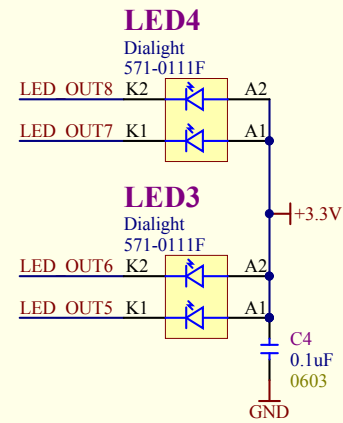 LED4
Dialight
571-0111F
LED_OUT8 K2 A2
LED_OUT7 K1 A1
+3.3V
LED3
Dialight
571-0111F
LED_OUT6 K2 A2
LED_OUT5 K1 A1
C4
0.1uF
0603
GND